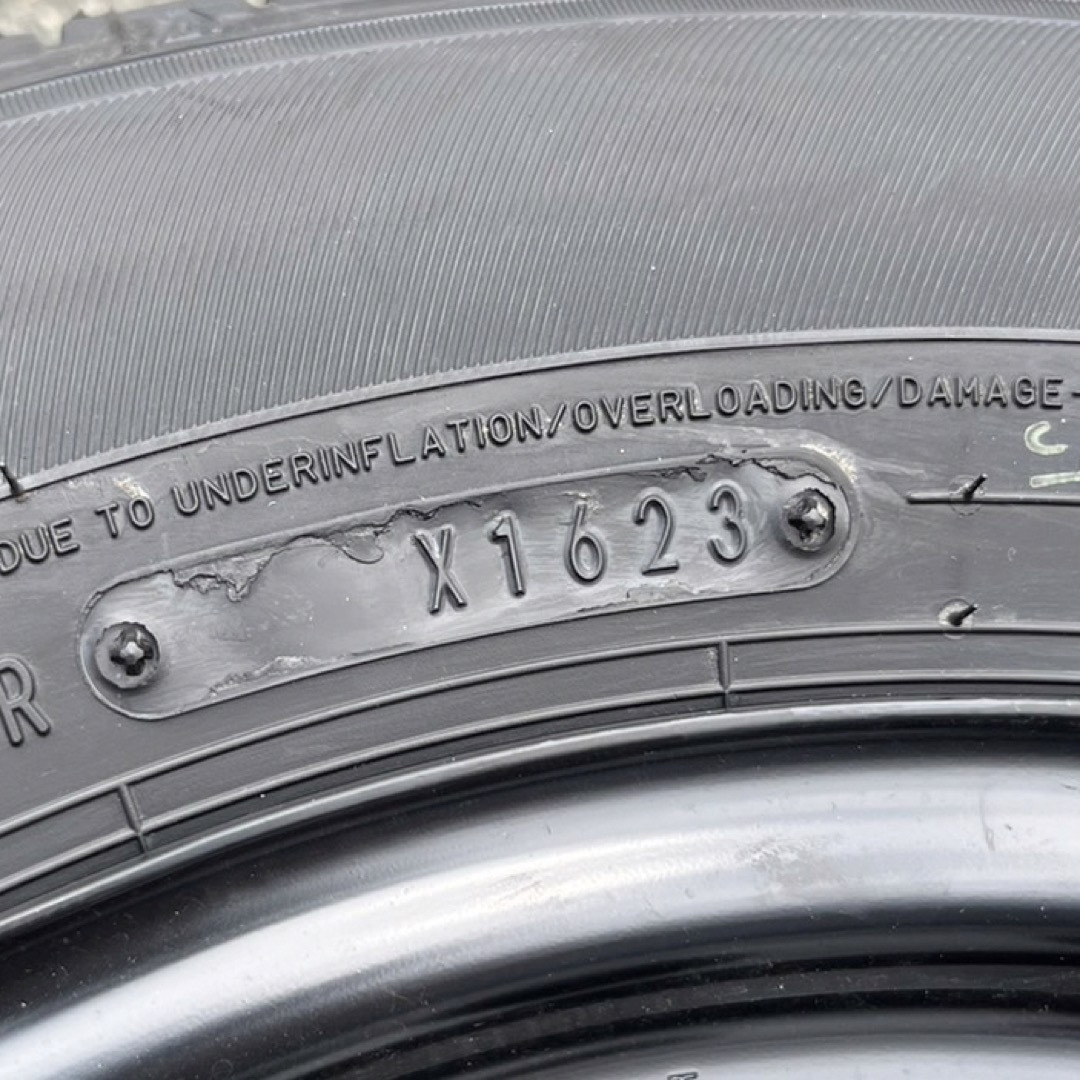 DUE TO UNDERINFLATION/OVERLOADING/DAMAGE-
X1623
R